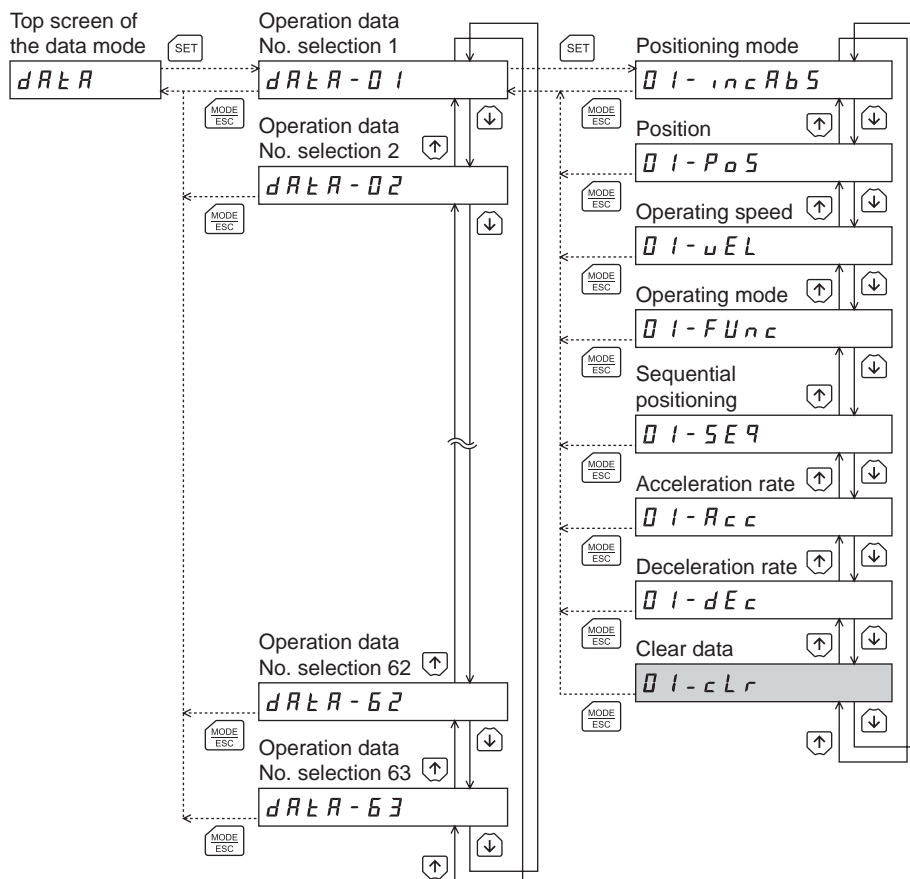 Top screen of
the data mode
SET
dAtA
Operation data
No. selection 1
dAtA-01
MODE
ESC
↓
Operation data
No. selection 2
↑
dAtA-02
MODE
ESC
↓
Operation data
No. selection 62
↑
dAtA-62
MODE
ESC
↓
Operation data
No. selection 63
↑
dAtA-63
MODE
ESC
↓
↑
SET
Positioning mode
01-incAbS
MODE
ESC
↑
↓
Position
01-PoS
MODE
ESC
↑
↓
Operating speed
01-uEL
MODE
ESC
↑
↓
Operating mode
01-FUnc
MODE
ESC
↑
↓
Sequential
positioning
01-SEq
MODE
ESC
↑
↓
Acceleration rate
01-Acc
MODE
ESC
↑
↓
Deceleration rate
01-dEc
MODE
ESC
↑
↓
Clear data
01-cLr
MODE
ESC
↑
↓